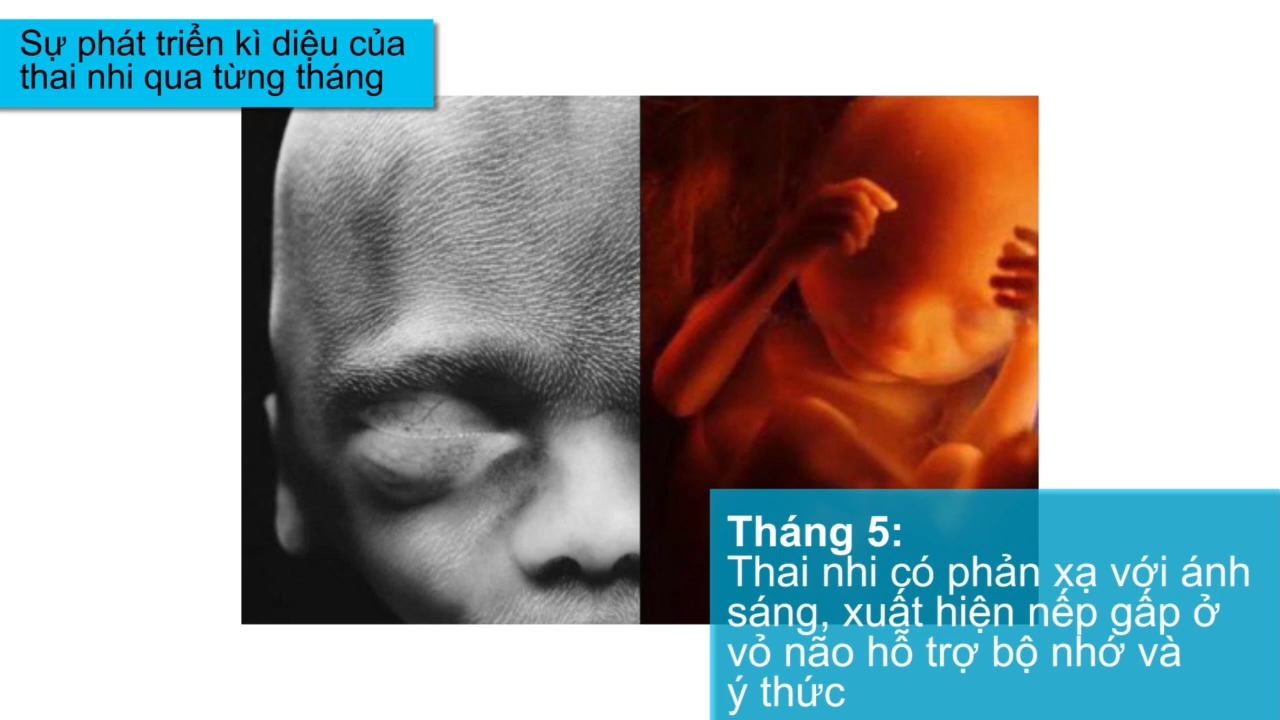 Sự phát triển kì diệu của
thai nhi qua từng tháng
Tháng 5:
Thai nhi có phản xạ với ánh
sáng, xuất hiện nếp gấp ở
vỏ não hỗ trợ bộ nhớ và
ý thức